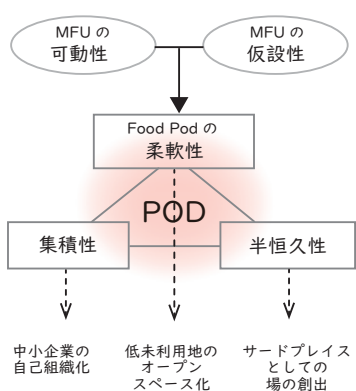 MFU の
可動性
MFU の
仮設性
Food Pod の
柔軟性
POD
集積性
半恒久性
中小企業の
自己組織化
低未利用地の
オープン
スペース化
サードプレイス
としての
場の創出